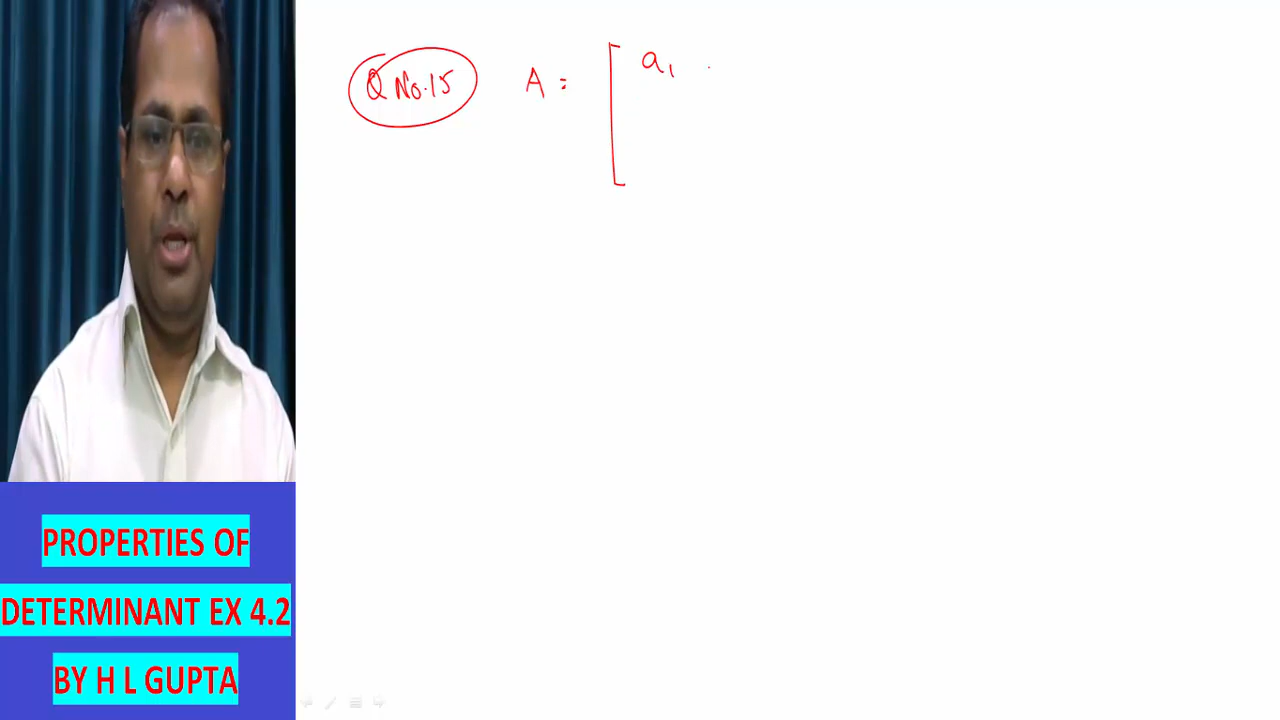 Q No.15 A = [ a₁
PROPERTIES OF
DETERMINANT EX 4.2
BY H L GUPTA